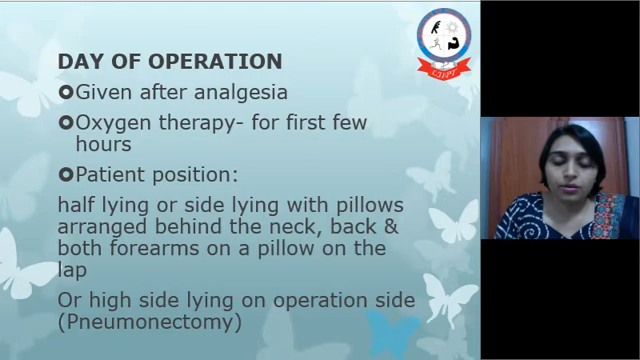 DAY OF OPERATION
Given after analgesia
Oxygen therapy- for first few
hours
Patient position:
half lying or side lying with pillows
arranged behind the neck, back &
both forearms on a pillow on the
lap
Or high side lying on operation side
(Pneumonectomy)